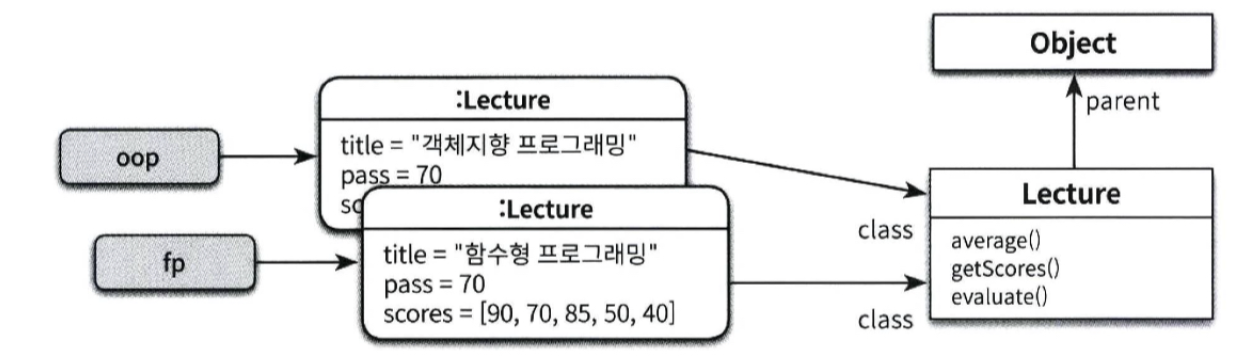 Object
parent
:Lecture
title = "객체지향 프로그래밍"
pass = 70
oop
Lecture
:Lecture
class
average()
title = "함수형 프로그래밍"
fp
getScores()
pass = 70
evaluate()
scores = [90, 70, 85, 50, 40]
class